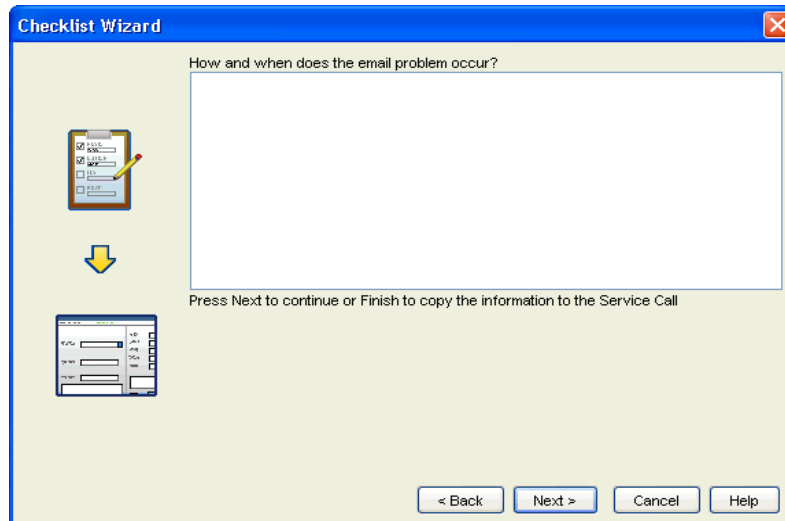 Checklist Wizard
How and when does the email problem occur?
Press Next to continue or Finish to copy the information to the Service Call
< Back
Next >
Cancel
Help